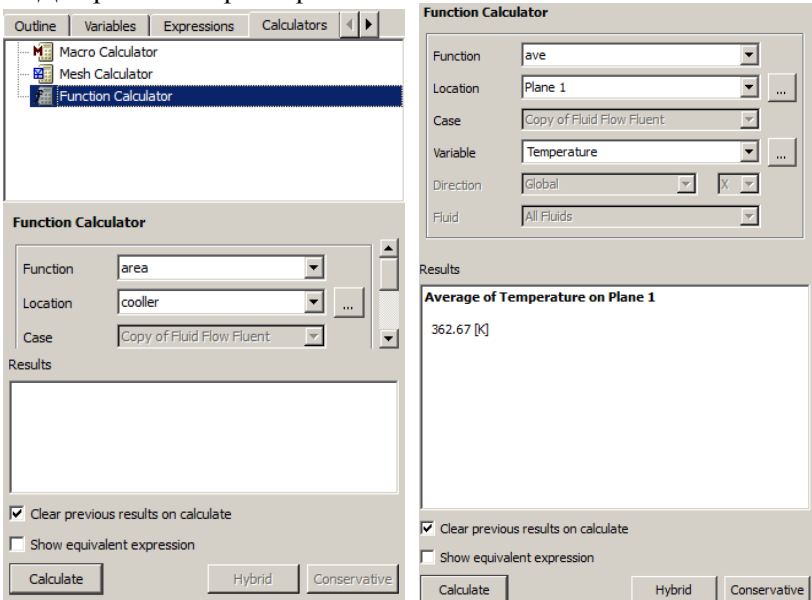 Outline Variables Expressions Calculators
Macro Calculator
Mesh Calculator
Function Calculator
Function Calculator
Function area
Location cooller ...
Case Copy of Fluid Flow Fluent
Results
Clear previous results on calculate
Show equivalent expression
Calculate Hybrid Conservative
Function Calculator
Function ave
Location Plane 1 ...
Case Copy of Fluid Flow Fluent
Variable Temperature ...
Direction Global X
Fluid All Fluids
Results
Average of Temperature on Plane 1
362.67 [K]
Clear previous results on calculate
Show equivalent expression
Calculate Hybrid Conservative